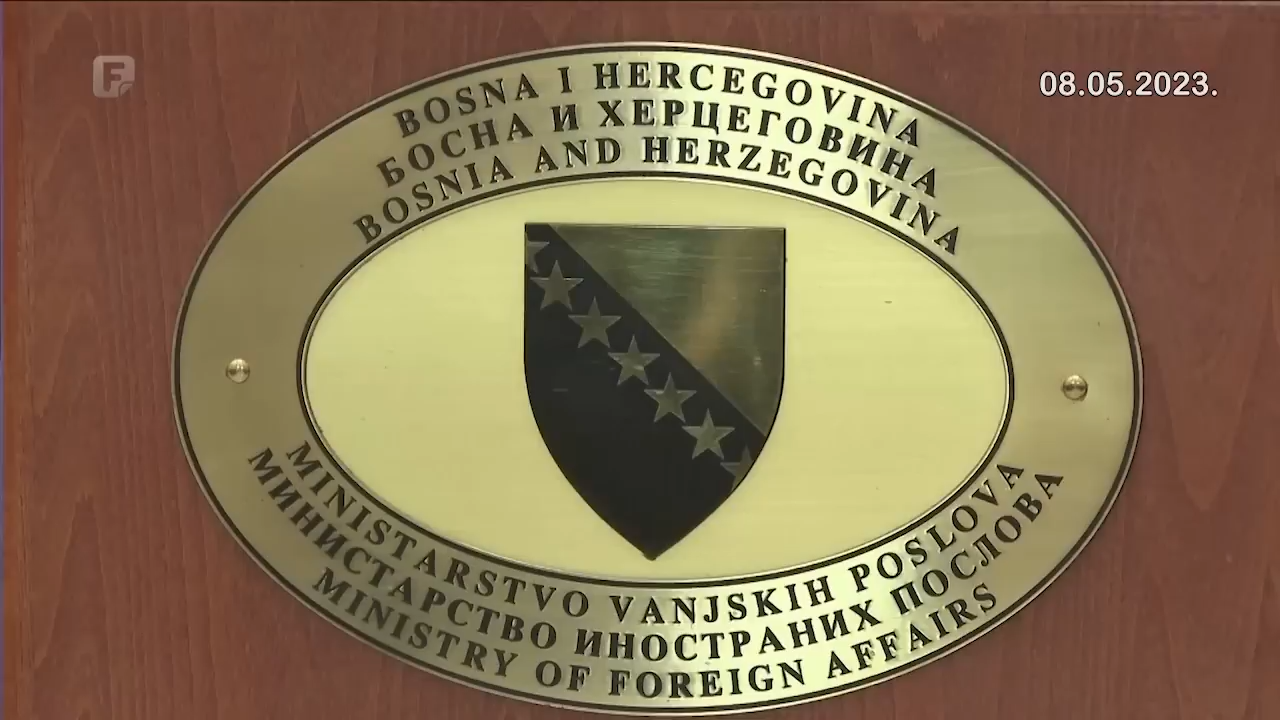 F
08.05.2023.
BOSNA I HERCEGOVINA
БОСНА И ХЕРЦЕГОВИНА
BOSNIA AND HERZEGOVINA
MINISTARSTVO VANJSKIH POSLOVA
МИНИСТАРСТВО ИНОСТРАНИХ ПОСЛОВА
MINISTRY OF FOREIGN AFFAIRS